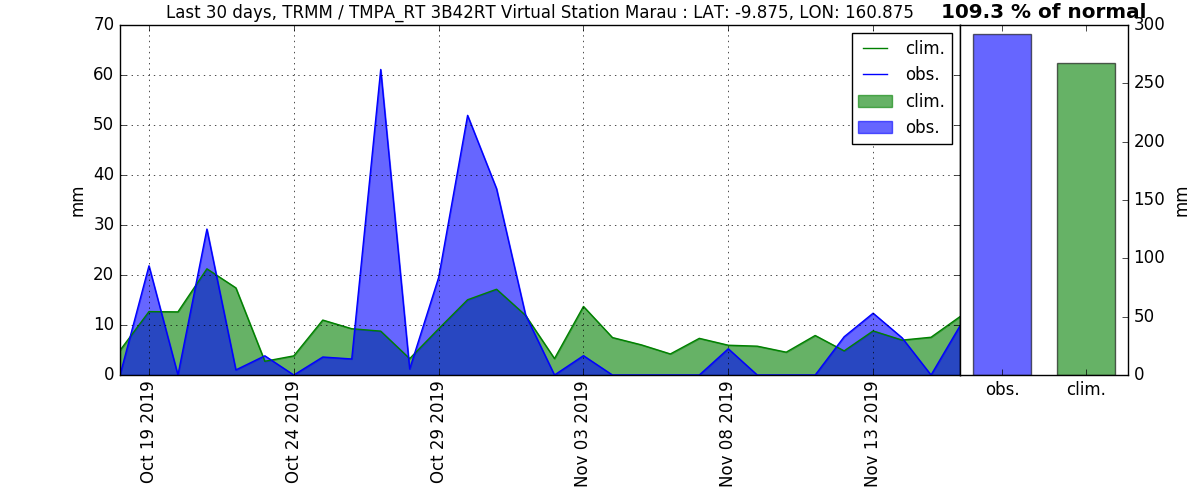 Last 30 days, TRMM / TMPA_RT 3B42RT Virtual Station Marau : LAT: -9.875, LON: 160.875
109.3 % of normal
70
60
50
40
30
20
10
0
mm
clim.
obs.
clim.
obs.
300
250
200
150
100
50
0
mm
obs.
clim.
Oct 19 2019
Oct 24 2019
Oct 29 2019
Nov 03 2019
Nov 08 2019
Nov 13 2019